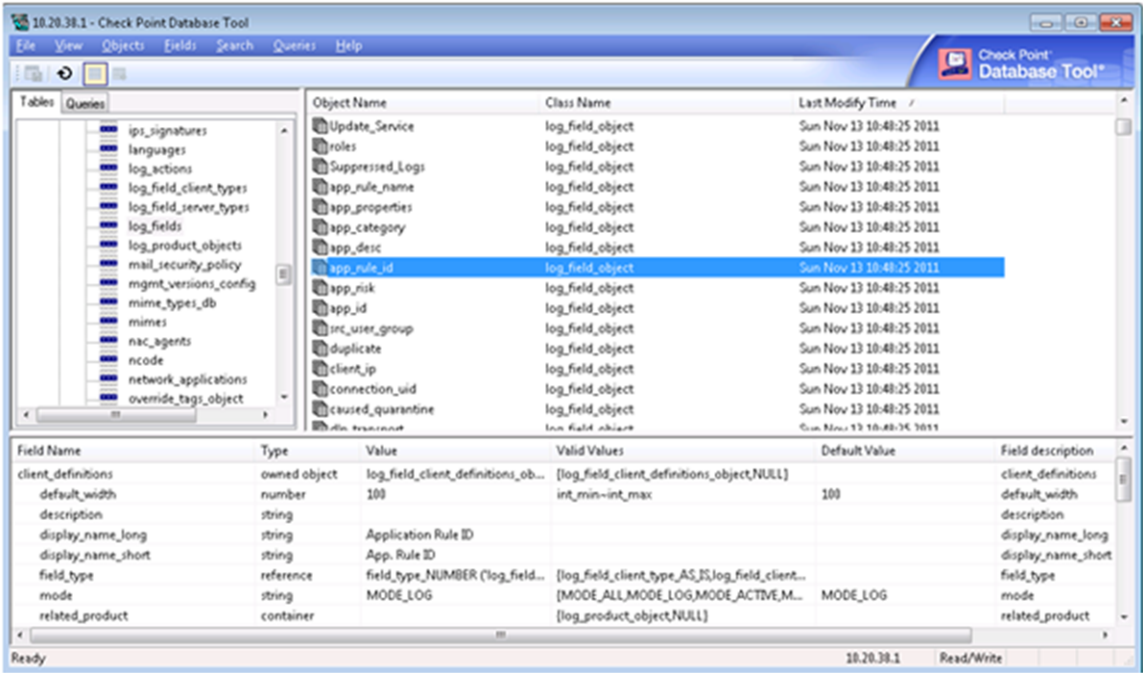 10.20.38.1 - Check Point Database Tool
File View Objects Fields Search Queries Help
Check Point
Database Tool
Tables Queries
ips_signatures
languages
log_actions
log_field_client_types
log_field_server_types
log_fields
log_product_objects
mail_security_policy
mgmt_versions_config
mime_types_db
mimes
nac_agents
ncode
network_applications
override_tags_object
Object Name Class Name Last Modify Time
Update_Service log_field_object Sun Nov 13 10:48:25 2011
roles log_field_object Sun Nov 13 10:48:25 2011
Suppressed_Logs log_field_object Sun Nov 13 10:48:25 2011
app_rule_name log_field_object Sun Nov 13 10:48:25 2011
app_properties log_field_object Sun Nov 13 10:48:25 2011
app_category log_field_object Sun Nov 13 10:48:25 2011
app_desc log_field_object Sun Nov 13 10:48:25 2011
app_rule_id log_field_object Sun Nov 13 10:48:25 2011
app_risk log_field_object Sun Nov 13 10:48:25 2011
app_id log_field_object Sun Nov 13 10:48:25 2011
src_user_group log_field_object Sun Nov 13 10:48:25 2011
duplicate log_field_object Sun Nov 13 10:48:25 2011
client_ip log_field_object Sun Nov 13 10:48:25 2011
connection_uid log_field_object Sun Nov 13 10:48:25 2011
caused_quarantine log_field_object Sun Nov 13 10:48:25 2011
dlp_transport log_field_object Sun Nov 13 10:48:25 2011
Field Name Type Value Valid Values Default Value Field description
client_definitions owned object log_field_client_definitions_ob... {log_field_client_definitions_object,NULL} client_definitions
default_width number 100 int_min~int_max 100 default_width
description string description
display_name_long string Application Rule ID display_name_long
display_name_short string App. Rule ID display_name_short
field_type reference field_type_NUMBER ('log_field... {log_field_client_type_AS_IS,log_field_client...  field_type
mode string MODE_LOG {MODE_ALL,MODE_LOG,MODE_ACTIVE,M... MODE_LOG mode
related_product container {log_product_object,NULL} related_product
Ready 10.20.38.1 Read/Write